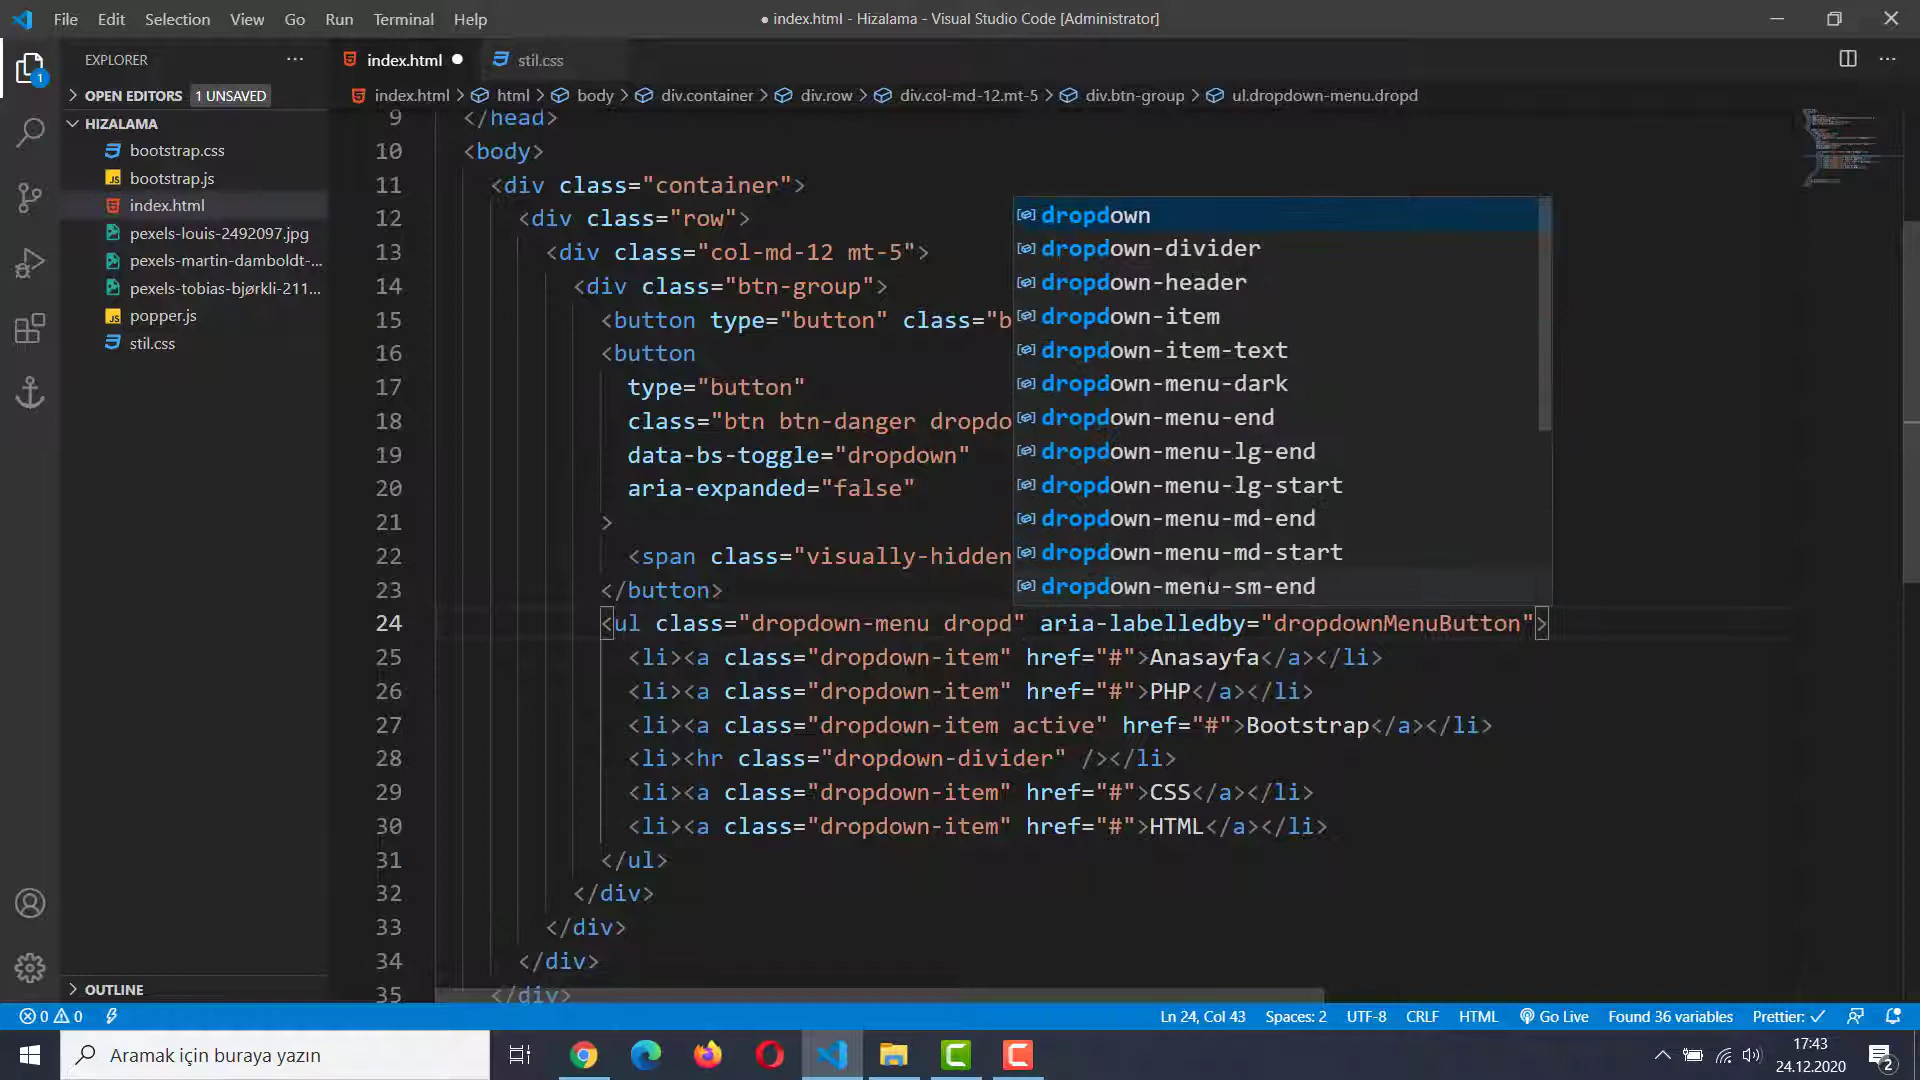 File Edit Selection View Go Run Terminal Help
● index.html - Hizalama - Visual Studio Code [Administrator]
EXPLORER
index.html
stil.css
OPEN EDITORS 1 UNSAVED
index.html > html > body > div.container > div.row > div.col-md-12.mt-5 > div.btn-group > ul.dropdown-menu.dropd
HIZALAMA
bootstrap.css
bootstrap.js
index.html
pexels-louis-2492097.jpg
pexels-martin-damboldt-...
pexels-tobias-bjørkli-211...
popper.js
stil.css
1
OUTLINE
9 </head>
10 <body>
11 <div class="container">
12 <div class="row">
13 <div class="col-md-12 mt-5">
14 <div class="btn-group">
15 <button type="button" class="b
16 <button
17 type="button"
18 class="btn btn-danger dropdo
19 data-bs-toggle="dropdown"
20 aria-expanded="false"
21 >
22 <span class="visually-hidden
23 </button>
24 <ul class="dropdown-menu dropd" aria-labelledby="dropdownMenuButton">
25 <li><a class="dropdown-item" href="#">Anasayfa</a></li>
26 <li><a class="dropdown-item" href="#">PHP</a></li>
27 <li><a class="dropdown-item active" href="#">Bootstrap</a></li>
28 <li><hr class="dropdown-divider" /></li>
29 <li><a class="dropdown-item" href="#">CSS</a></li>
30 <li><a class="dropdown-item" href="#">HTML</a></li>
31 </ul>
32 </div>
33 </div>
34 </div>
35 </div>
dropdown
dropdown-divider
dropdown-header
dropdown-item
dropdown-item-text
dropdown-menu-dark
dropdown-menu-end
dropdown-menu-lg-end
dropdown-menu-lg-start
dropdown-menu-md-end
dropdown-menu-md-start
dropdown-menu-sm-end
0 0
Ln 24, Col 43 Spaces: 2 UTF-8 CRLF HTML Go Live Found 36 variables Prettier: ✓
Aramak için buraya yazın
17:43
24.12.2020
2